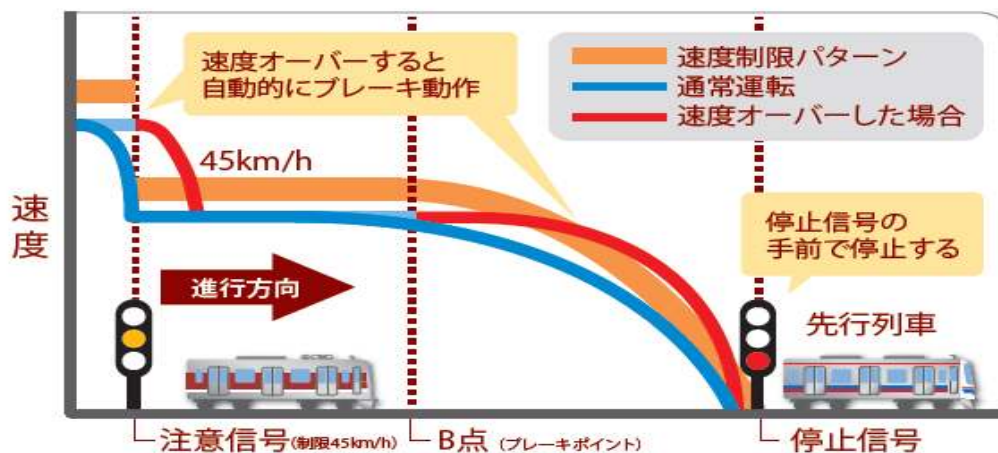 速度オーバーすると
自動的にブレーキ動作
速度制限パターン
通常運転
速度オーバーした場合
45km/h
速度
停止信号の
手前で停止する
進行方向
先行列車
注意信号(制限45km/h)
B点(ブレーキポイント)
停止信号